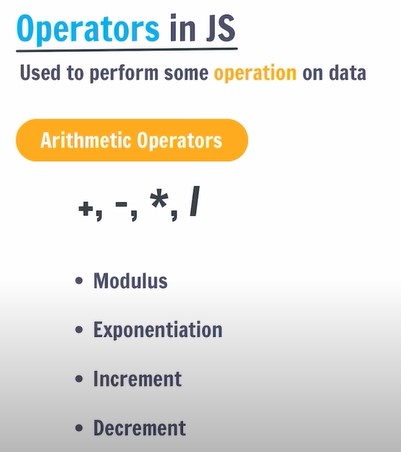 Operators in JS
Used to perform some operation on data
Arithmetic Operators
+, -, *, /
• Modulus
• Exponentiation
• Increment
• Decrement